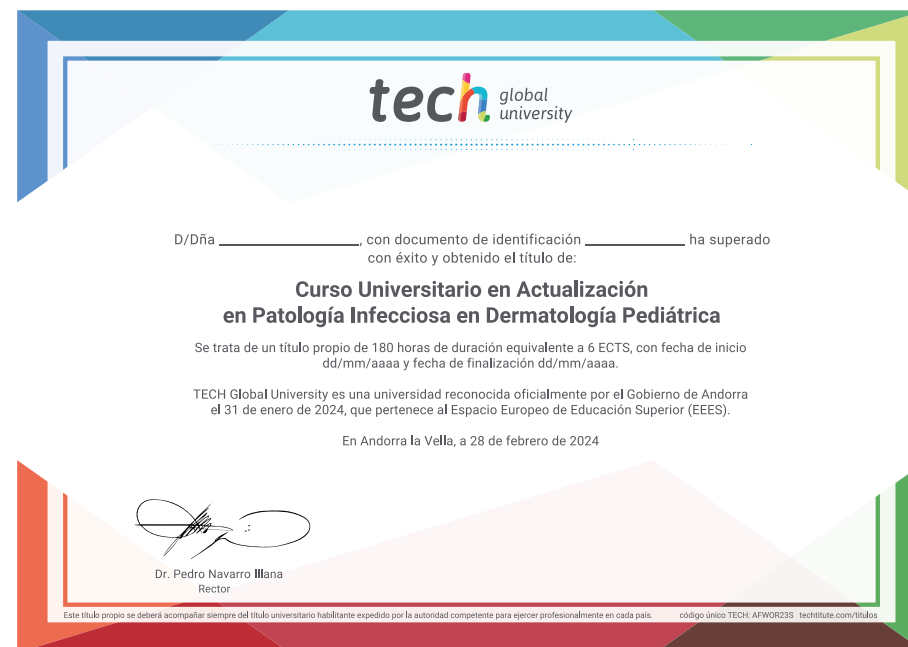 tech global university
D/Dña ____________________, con documento de identificación ______________ ha superado
con éxito y obtenido el título de:
Curso Universitario en Actualización
en Patología Infecciosa en Dermatología Pediátrica
Se trata de un título propio de 180 horas de duración equivalente a 6 ECTS, con fecha de inicio
dd/mm/aaaa y fecha de finalización dd/mm/aaaa.
TECH Global University es una universidad reconocida oficialmente por el Gobierno de Andorra
el 31 de enero de 2024, que pertenece al Espacio Europeo de Educación Superior (EEES).
En Andorra la Vella, a 28 de febrero de 2024
Dr. Pedro Navarro Illana
Rector
Este título propio se deberá acompañar siempre del título universitario habilitante expedido por la autoridad competente para ejercer profesionalmente en cada país. código único TECH: AFWOR23S techtitute.com/titulos